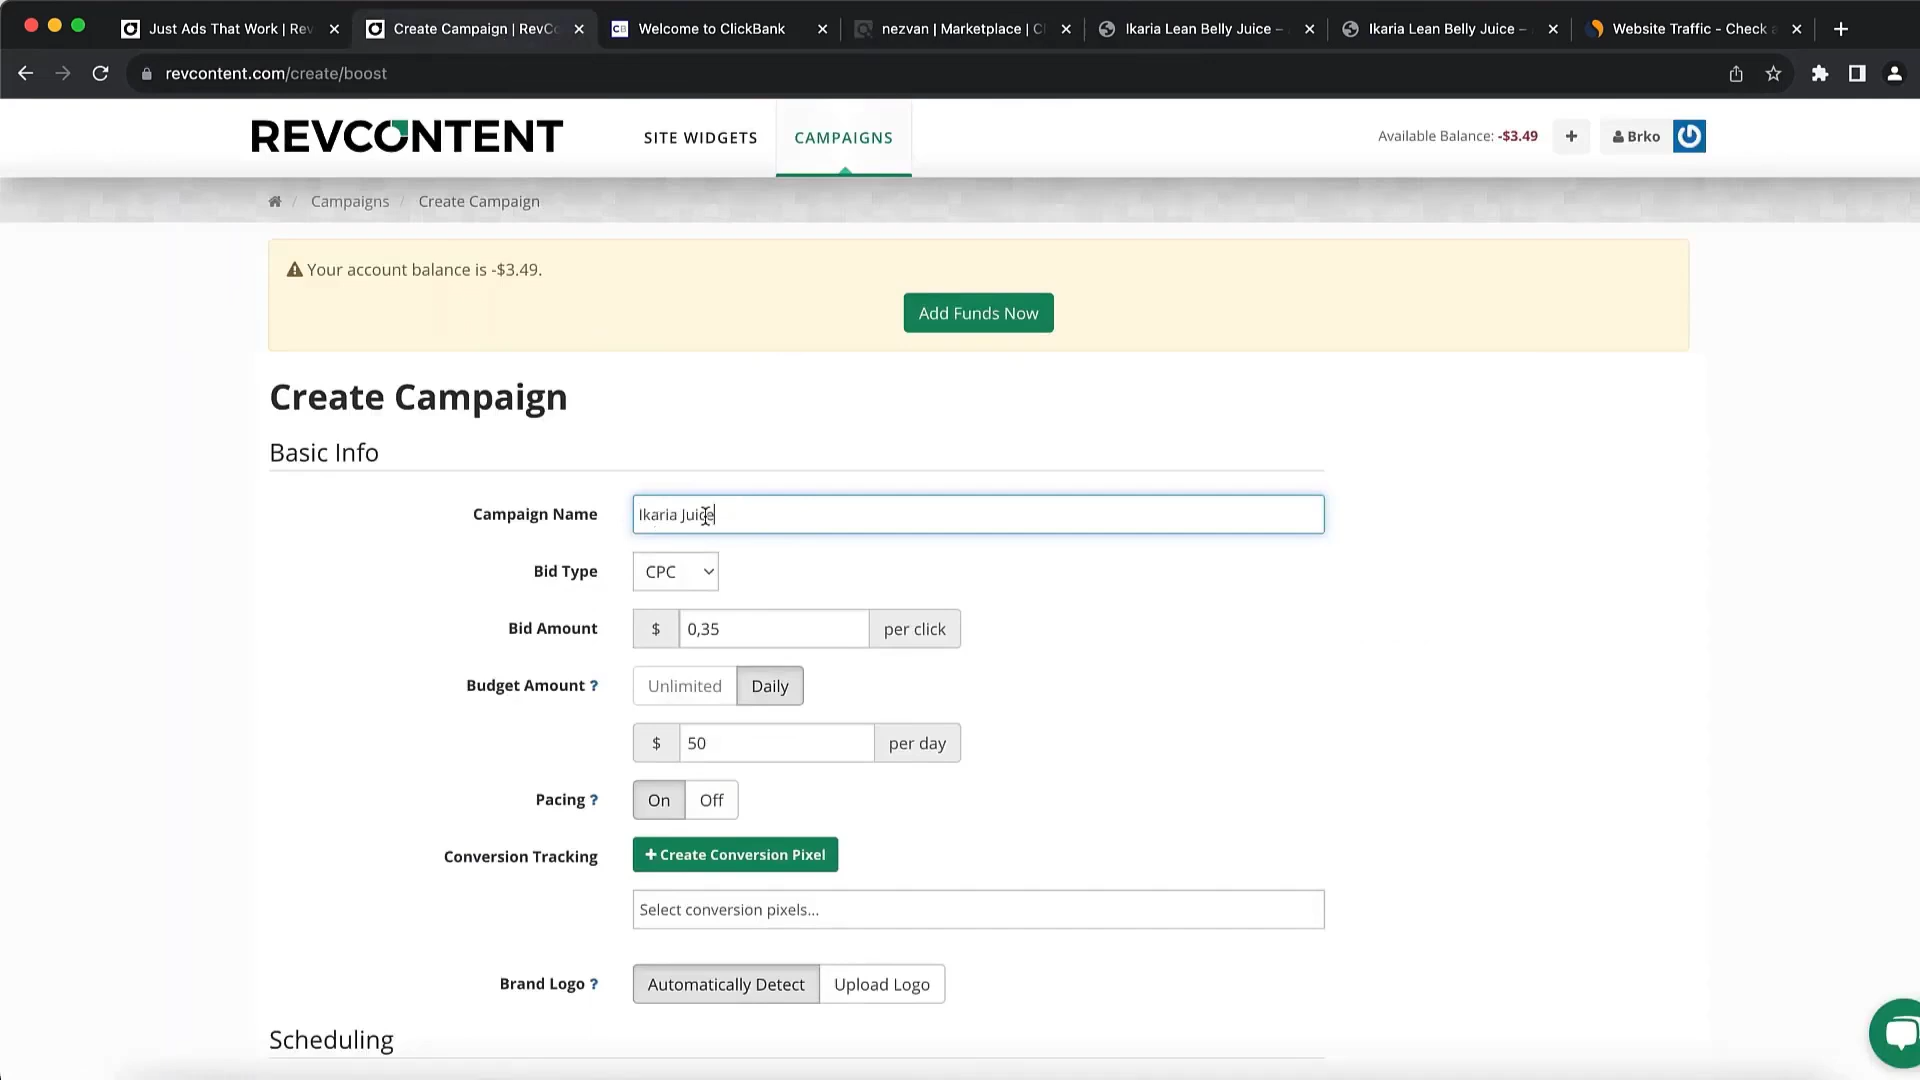 Just Ads That Work | Rev
Create Campaign | RevCo
CB Welcome to ClickBank
nezvan | Marketplace | C
Ikaria Lean Belly Juice –
Ikaria Lean Belly Juice –
Website Traffic - Check
revcontent.com/create/boost
REVCONTENT
SITE WIDGETS
CAMPAIGNS
Available Balance: -$3.49
+
Brko
/ Campaigns / Create Campaign
Your account balance is -$3.49.
Add Funds Now
Create Campaign
Basic Info
Campaign Name
Ikaria Juice
Bid Type
CPC
Bid Amount
$ 0,35 per click
Budget Amount ?
Unlimited Daily
$ 50 per day
Pacing ?
On Off
Conversion Tracking
+ Create Conversion Pixel
Select conversion pixels...
Brand Logo ?
Automatically Detect Upload Logo
Scheduling